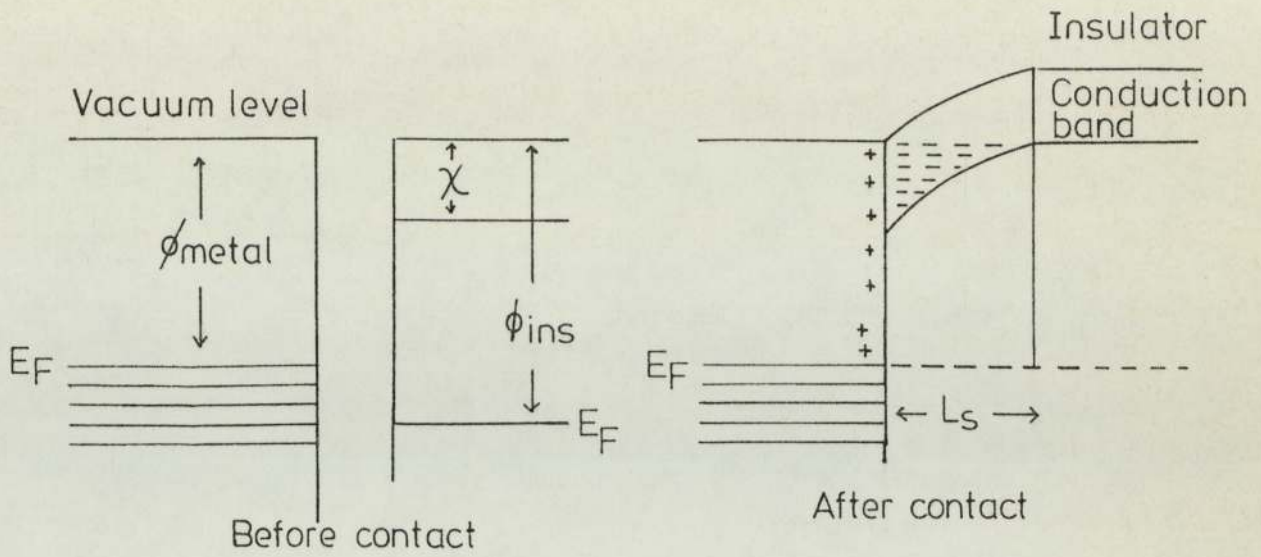 Vacuum level
ϕmetal
EF
χ
ϕins
EF
Before contact
Insulator
Conduction
band
+
+
+
+
+
+
+
EF
Ls
After contact